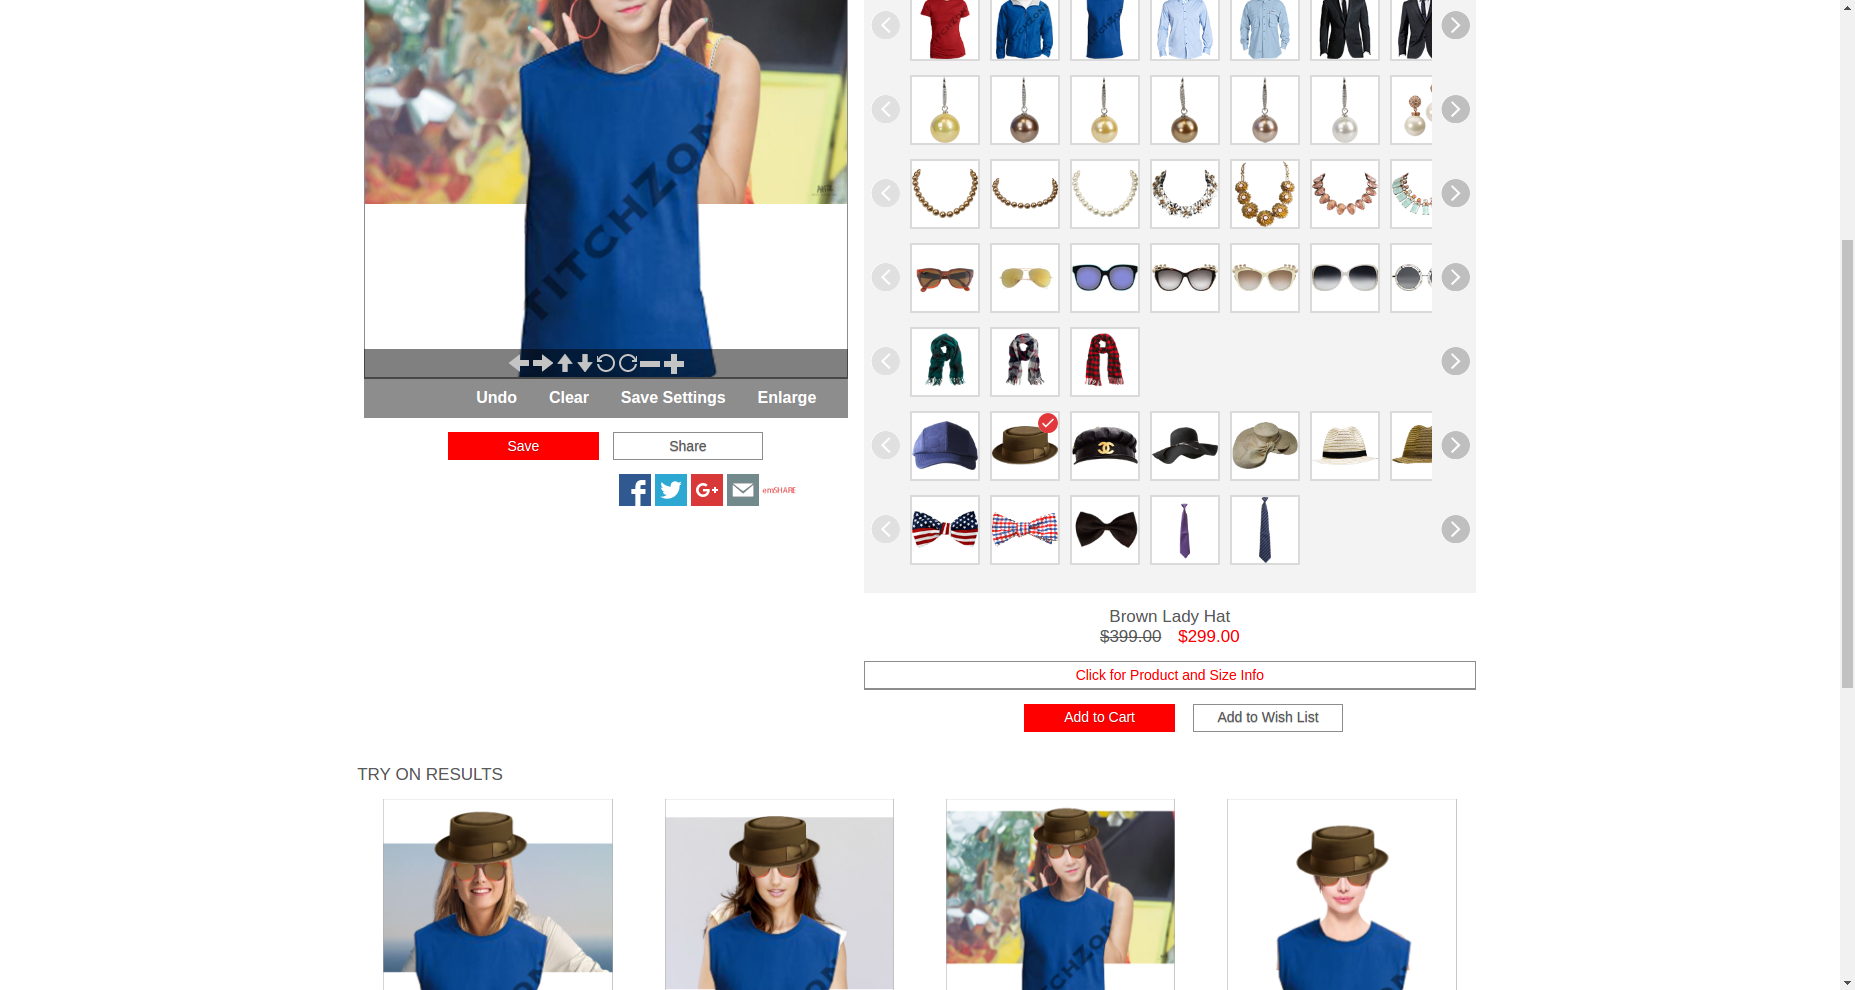 TITCHZON
Undo Clear Save Settings Enlarge
Save Share
emSHARE
Brown Lady Hat
$399.00 $299.00
Click for Product and Size Info
Add to Cart Add to Wish List
TRY ON RESULTS